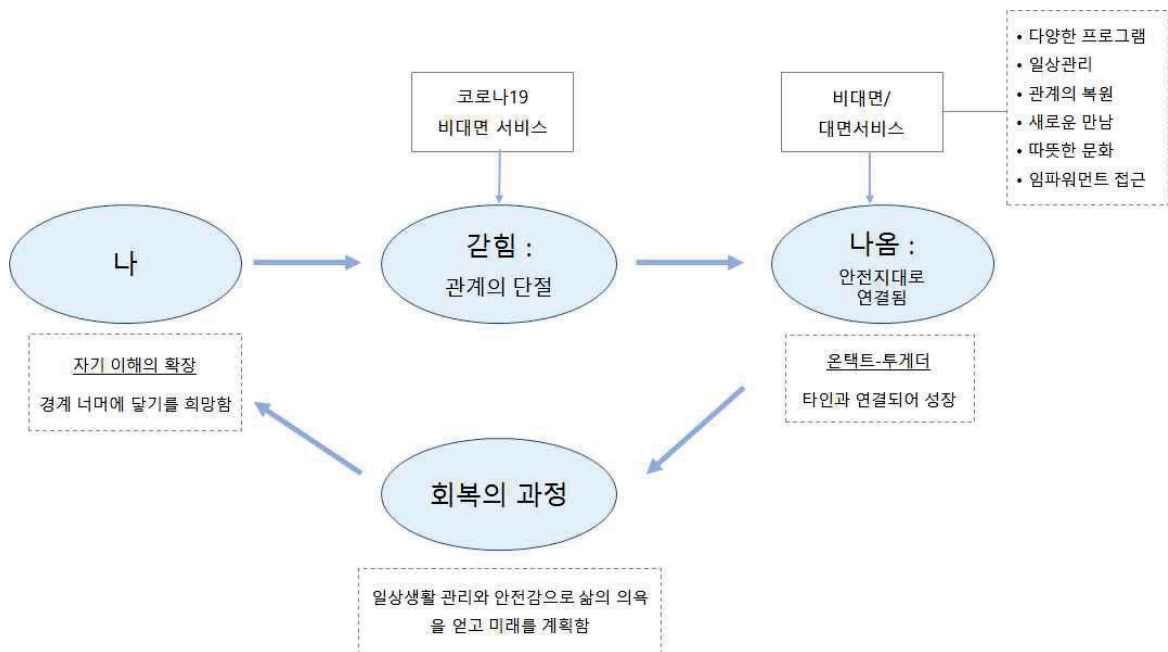 • 다양한 프로그램
• 일상관리
• 관계의 복원
• 새로운 만남
• 따뜻한 문화
• 임파워먼트 접근
코로나19
비대면 서비스
비대면/
대면서비스
나
갇힘 :
관계의 단절
나옴 :
안전지대로
연결됨
자기 이해의 확장
경계 너머에 닿기를 희망함
온택트-투게더
타인과 연결되어 성장
회복의 과정
일상생활 관리와 안전감으로 삶의 의욕
을 얻고 미래를 계획함